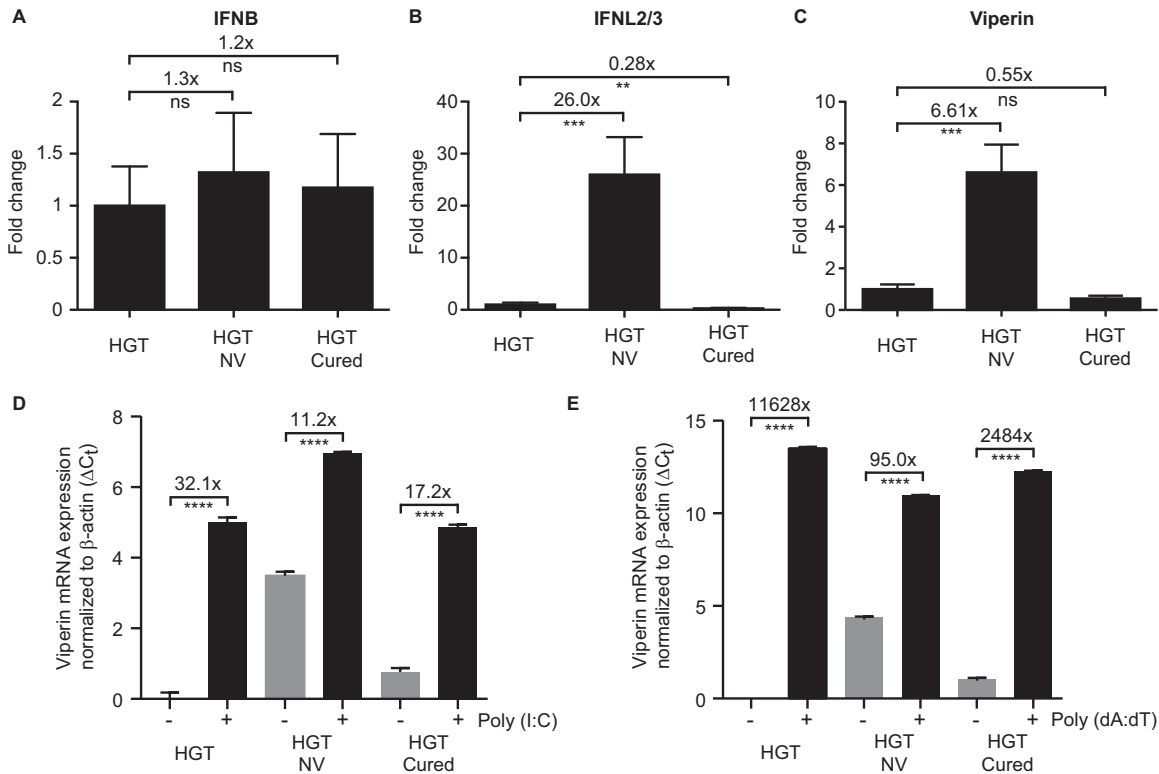 A
IFNB
1.2x
ns
1.3x
ns
Fold change
2
1.5
1
0.5
0
HGT
HGT
NV
HGT
Cured
B
IFNL2/3
0.28x
**
26.0x
***
Fold change
40
30
20
10
0
HGT
HGT
NV
HGT
Cured
C
Viperin
0.55x
ns
6.61x
***
Fold change
10
8
6
4
2
0
HGT
HGT
NV
HGT
Cured
D
Viperin mRNA expression
normalized to β-actin (ΔCt)
8
6
4
2
0
32.1x
****
11.2x
****
17.2x
****
- + - + - + Poly (I:C)
HGT
HGT
NV
HGT
Cured
E
Viperin mRNA expression
normalized to β-actin (ΔCt)
15
10
5
0
11628x
****
95.0x
****
2484x
****
- + - + - + Poly (dA:dT)
HGT
HGT
NV
HGT
Cured